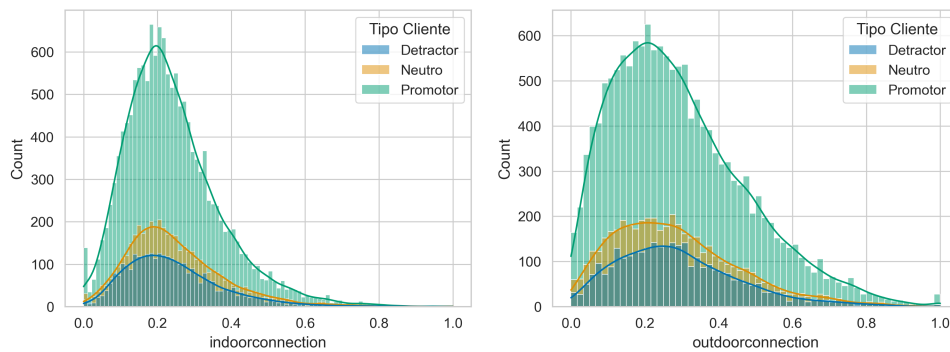 Tipo Cliente
Detractor
Neutro
Promotor
600
500
400
300
200
100
0
Count
0.0 0.2 0.4 0.6 0.8 1.0
indoorconnection
Tipo Cliente
Detractor
Neutro
Promotor
600
500
400
300
200
100
0
Count
0.0 0.2 0.4 0.6 0.8 1.0
outdoorconnection